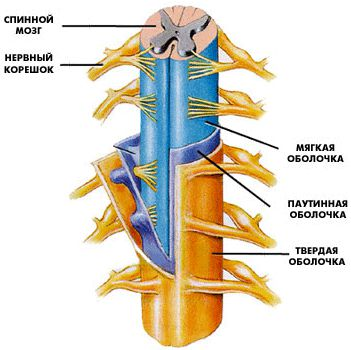 СПИННОЙ
МОЗГ
НЕРВНЫЙ
КОРЕШОК
МЯГКАЯ
ОБОЛОЧКА
ПАУТИННАЯ
ОБОЛОЧКА
ТВЕРДАЯ
ОБОЛОЧКА